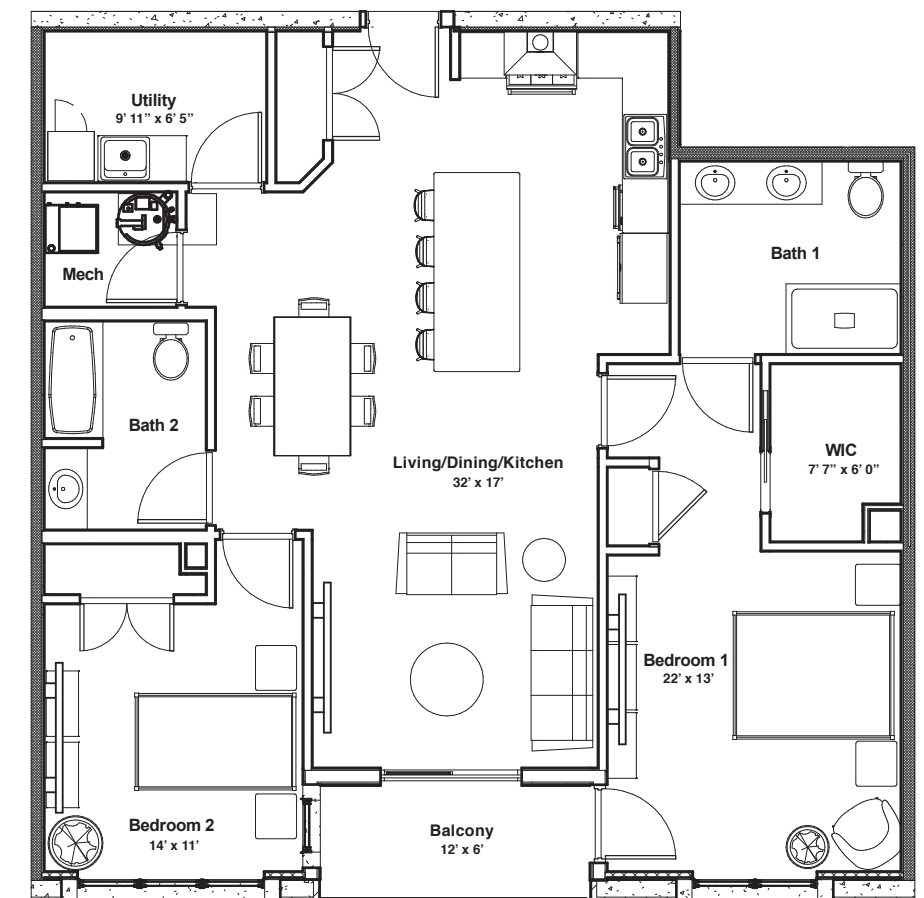 Utility
9' 11” x 6' 5”
Bath 1
Mech
Bath 2
Living/Dining/Kitchen
32' x 17'
WIC
7' 7” x 6' 0”
Bedroom 1
22' x 13'
Bedroom 2
14' x 11'
Balcony
12' x 6'